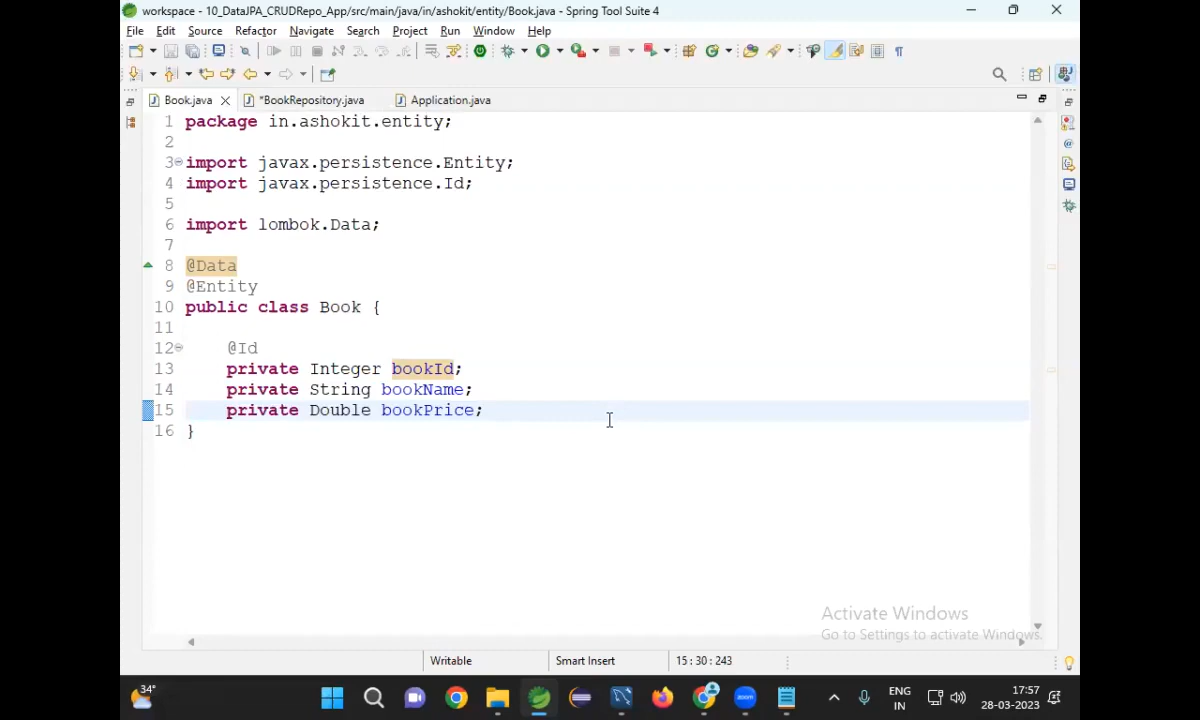 workspace - 10_DataJPA_CRUDRepo_App/src/main/java/in/ashokit/entity/Book.java - Spring Tool Suite 4
File Edit Source Refactor Navigate Search Project Run Window Help
Book.java *BookRepository.java Application.java
1 package in.ashokit.entity;
2
3 import javax.persistence.Entity;
4 import javax.persistence.Id;
5
6 import lombok.Data;
7
8 @Data
9 @Entity
10 public class Book {
11
12 @Id
13 private Integer bookId;
14 private String bookName;
15 private Double bookPrice;
16 }
Activate Windows
Go to Settings to activate Windows.
Writable Smart Insert 15 : 30 : 243
34°
ENG
IN
17:57
28-03-2023